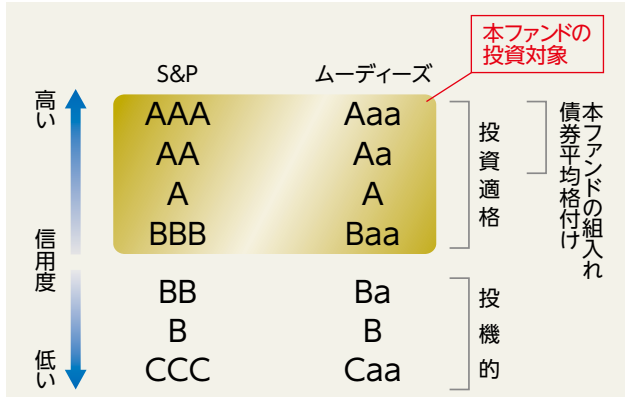 本ファンドの
投資対象
S&P
ムーディーズ
高い
信用度
低い
AAA
Aaa
AA
Aa
A
A
BBB
Baa
投資適格
本ファンドの組入れ
債券平均格付け
BB
Ba
B
B
CCC
Caa
投機的